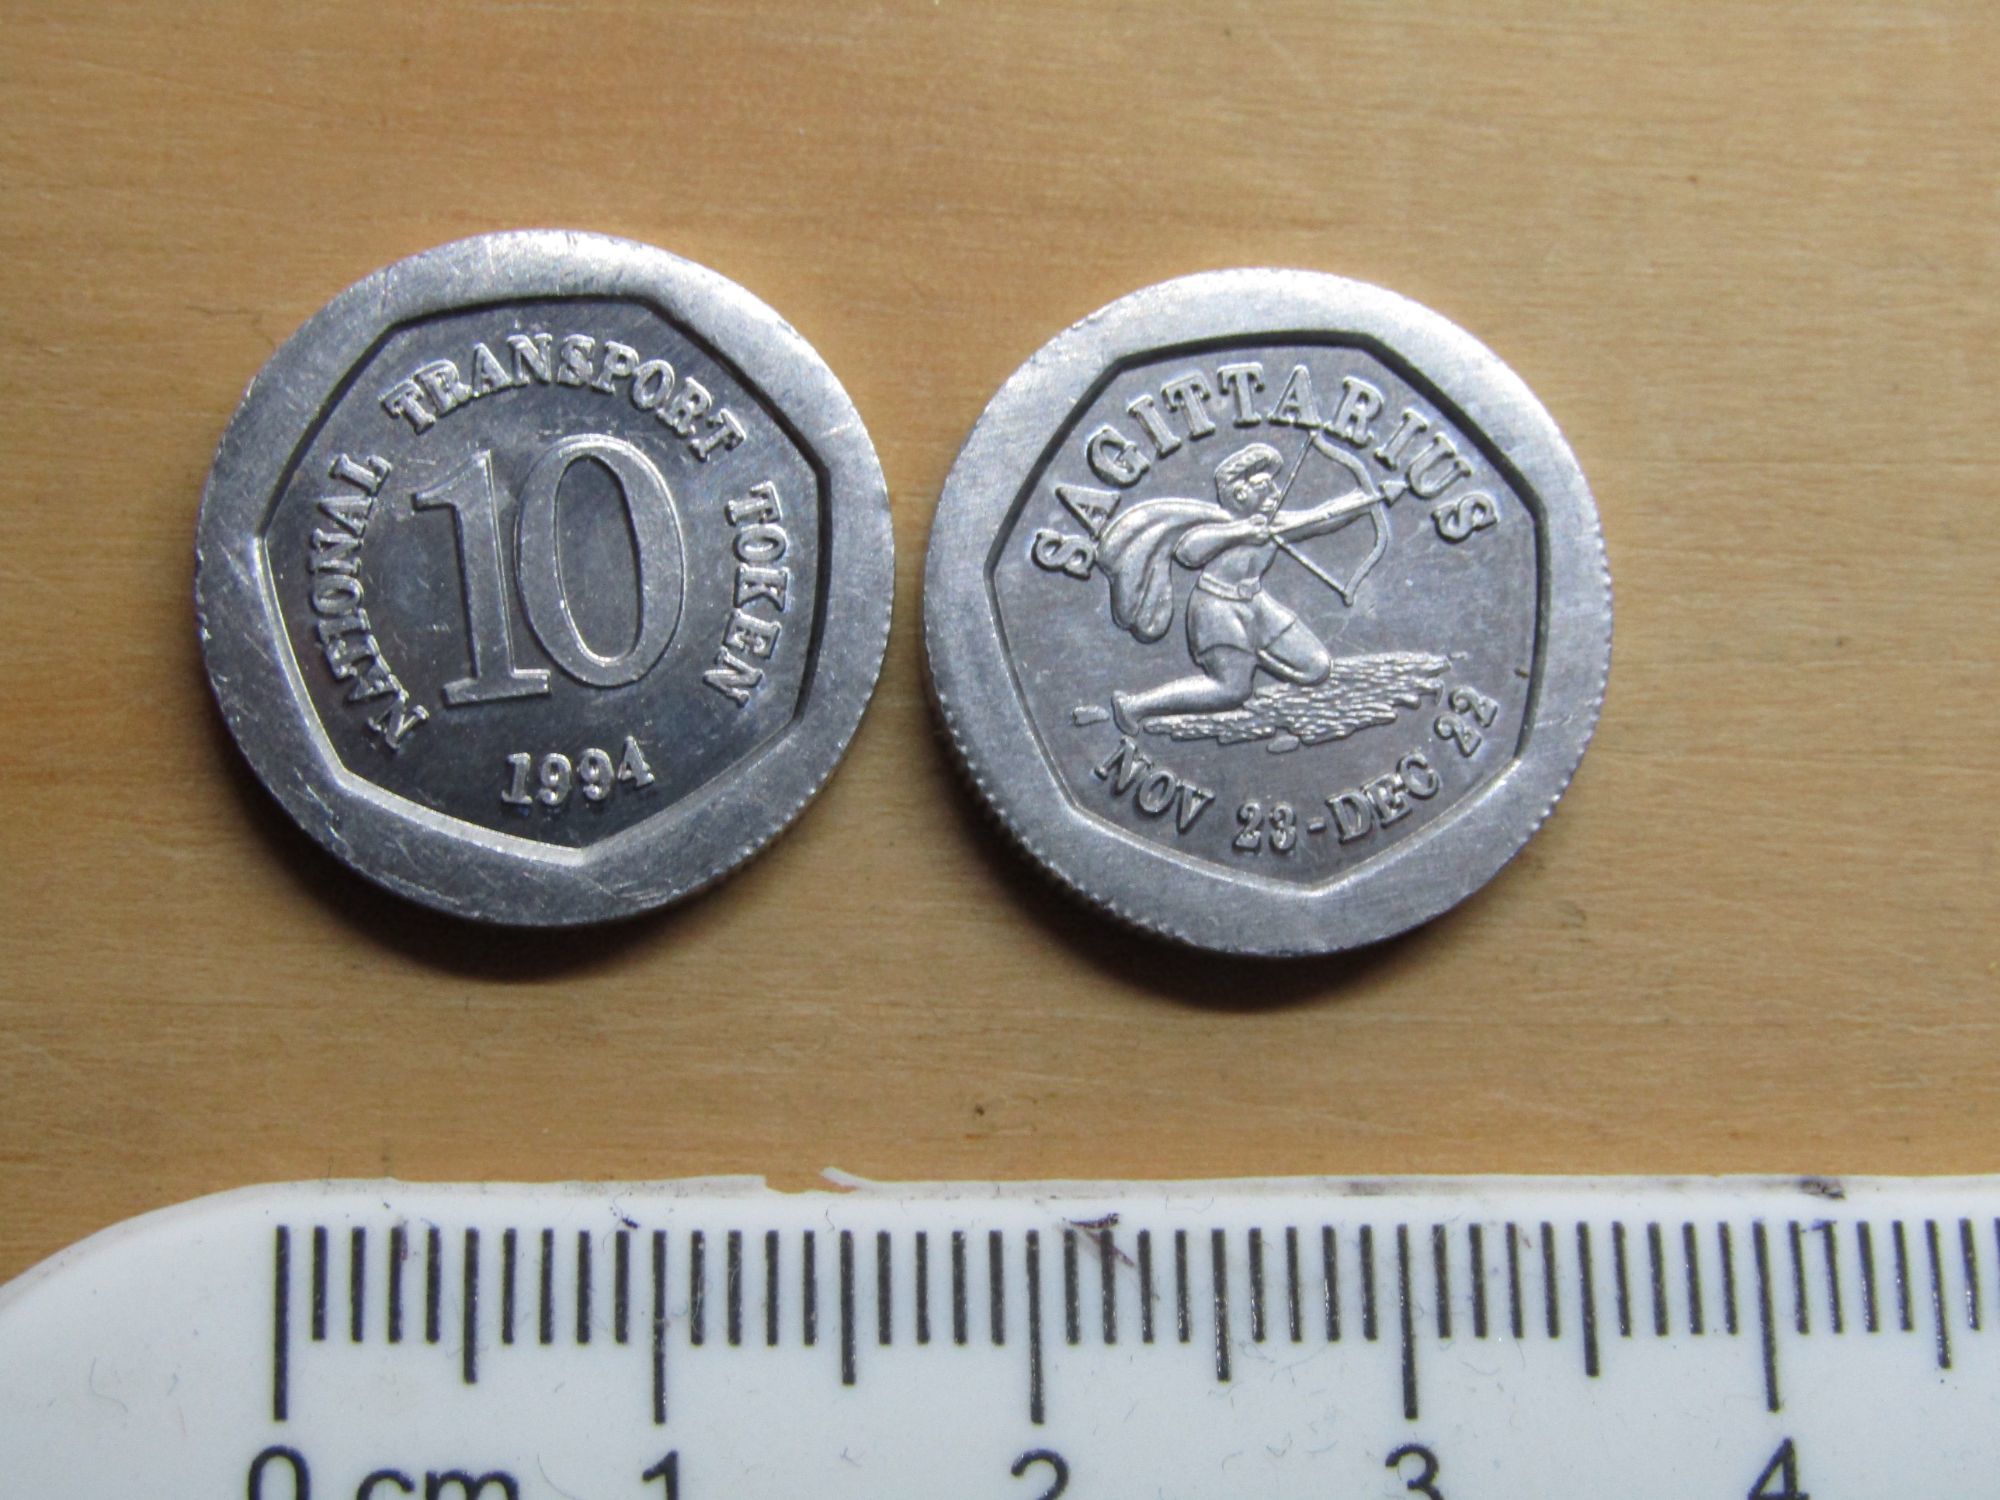 NATIONAL TRANSPORT TOKEN
10
1994
SAGITTARIUS
NOV 23-DEC 22
0 cm 1 2 3 4